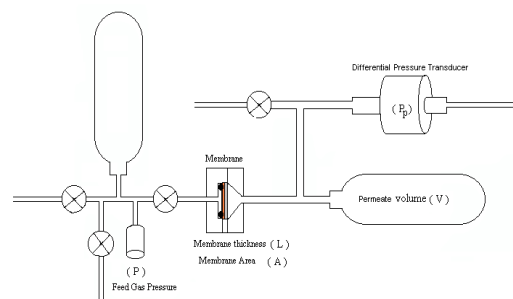 Differential Pressure Transducer
( Pp)
Membrane
Permeate volume ( V )
Membrane thickness ( L )
Membrane Area ( A )
( P )
Feed Gas Pressure